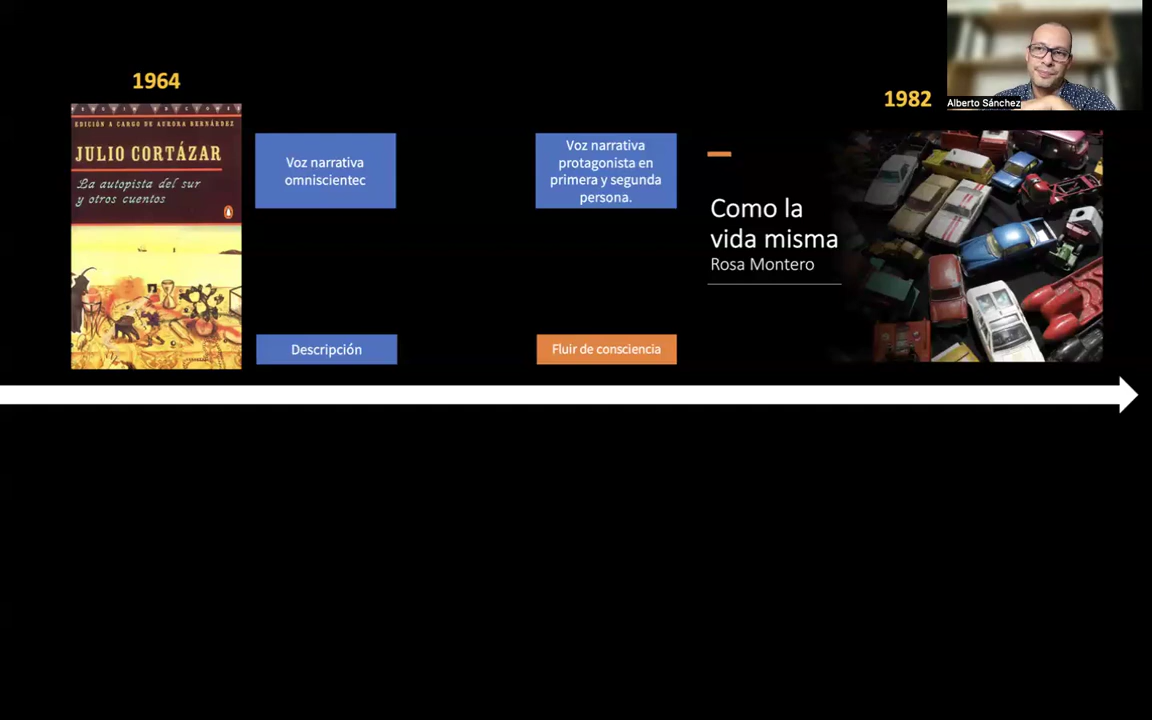 1964
EDICIÓN A CARGO DE AURORA BERNÁRDEZ
JULIO CORTÁZAR
La autopista del sur
y otros cuentos
Voz narrativa
omnisciente​c
Descripción
Voz narrativa
protagonista en
primera y segunda
persona.
Fluir de consciencia
1982
Como la
vida misma
Rosa Montero
Alberto Sánchez